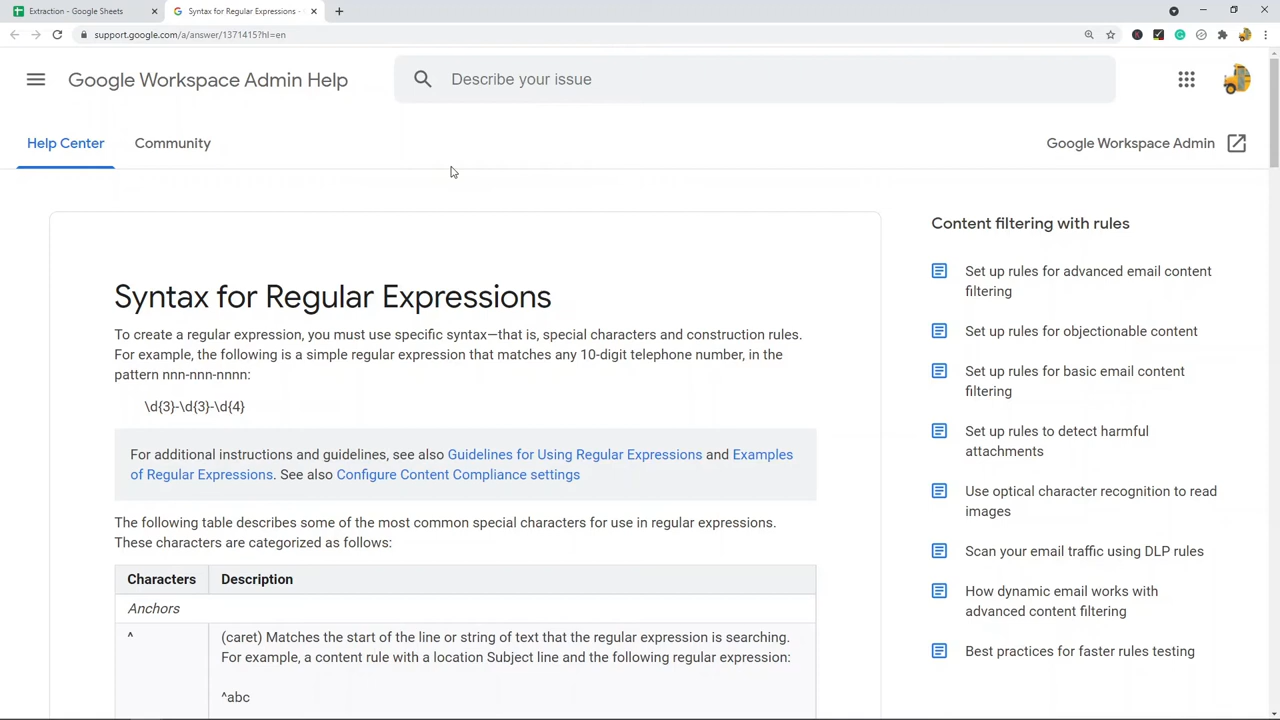 Extraction - Google Sheets
Syntax for Regular Expressions -
support.google.com/a/answer/1371415?hl=en
Google Workspace Admin Help
Describe your issue
Help Center
Community
Google Workspace Admin
Syntax for Regular Expressions
To create a regular expression, you must use specific syntax—that is, special characters and construction rules.
For example, the following is a simple regular expression that matches any 10-digit telephone number, in the
pattern nnn-nnn-nnnn:
\d{3}-\d{3}-\d{4}
For additional instructions and guidelines, see also Guidelines for Using Regular Expressions and Examples
of Regular Expressions. See also Configure Content Compliance settings
The following table describes some of the most common special characters for use in regular expressions.
These characters are categorized as follows:
Characters
Description
Anchors
^
(caret) Matches the start of the line or string of text that the regular expression is searching.
For example, a content rule with a location Subject line and the following regular expression:
^abc
Content filtering with rules
Set up rules for advanced email content
filtering
Set up rules for objectionable content
Set up rules for basic email content
filtering
Set up rules to detect harmful
attachments
Use optical character recognition to read
images
Scan your email traffic using DLP rules
How dynamic email works with
advanced content filtering
Best practices for faster rules testing